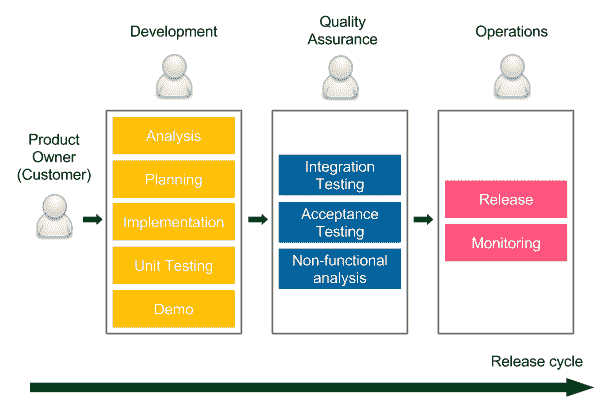 Development
Quality
Assurance
Operations
Product
Owner
(Customer)
Analysis
Planning
Implementation
Unit Testing
Demo
Integration
Testing
Acceptance
Testing
Non-functional
analysis
Release
Monitoring
Release cycle